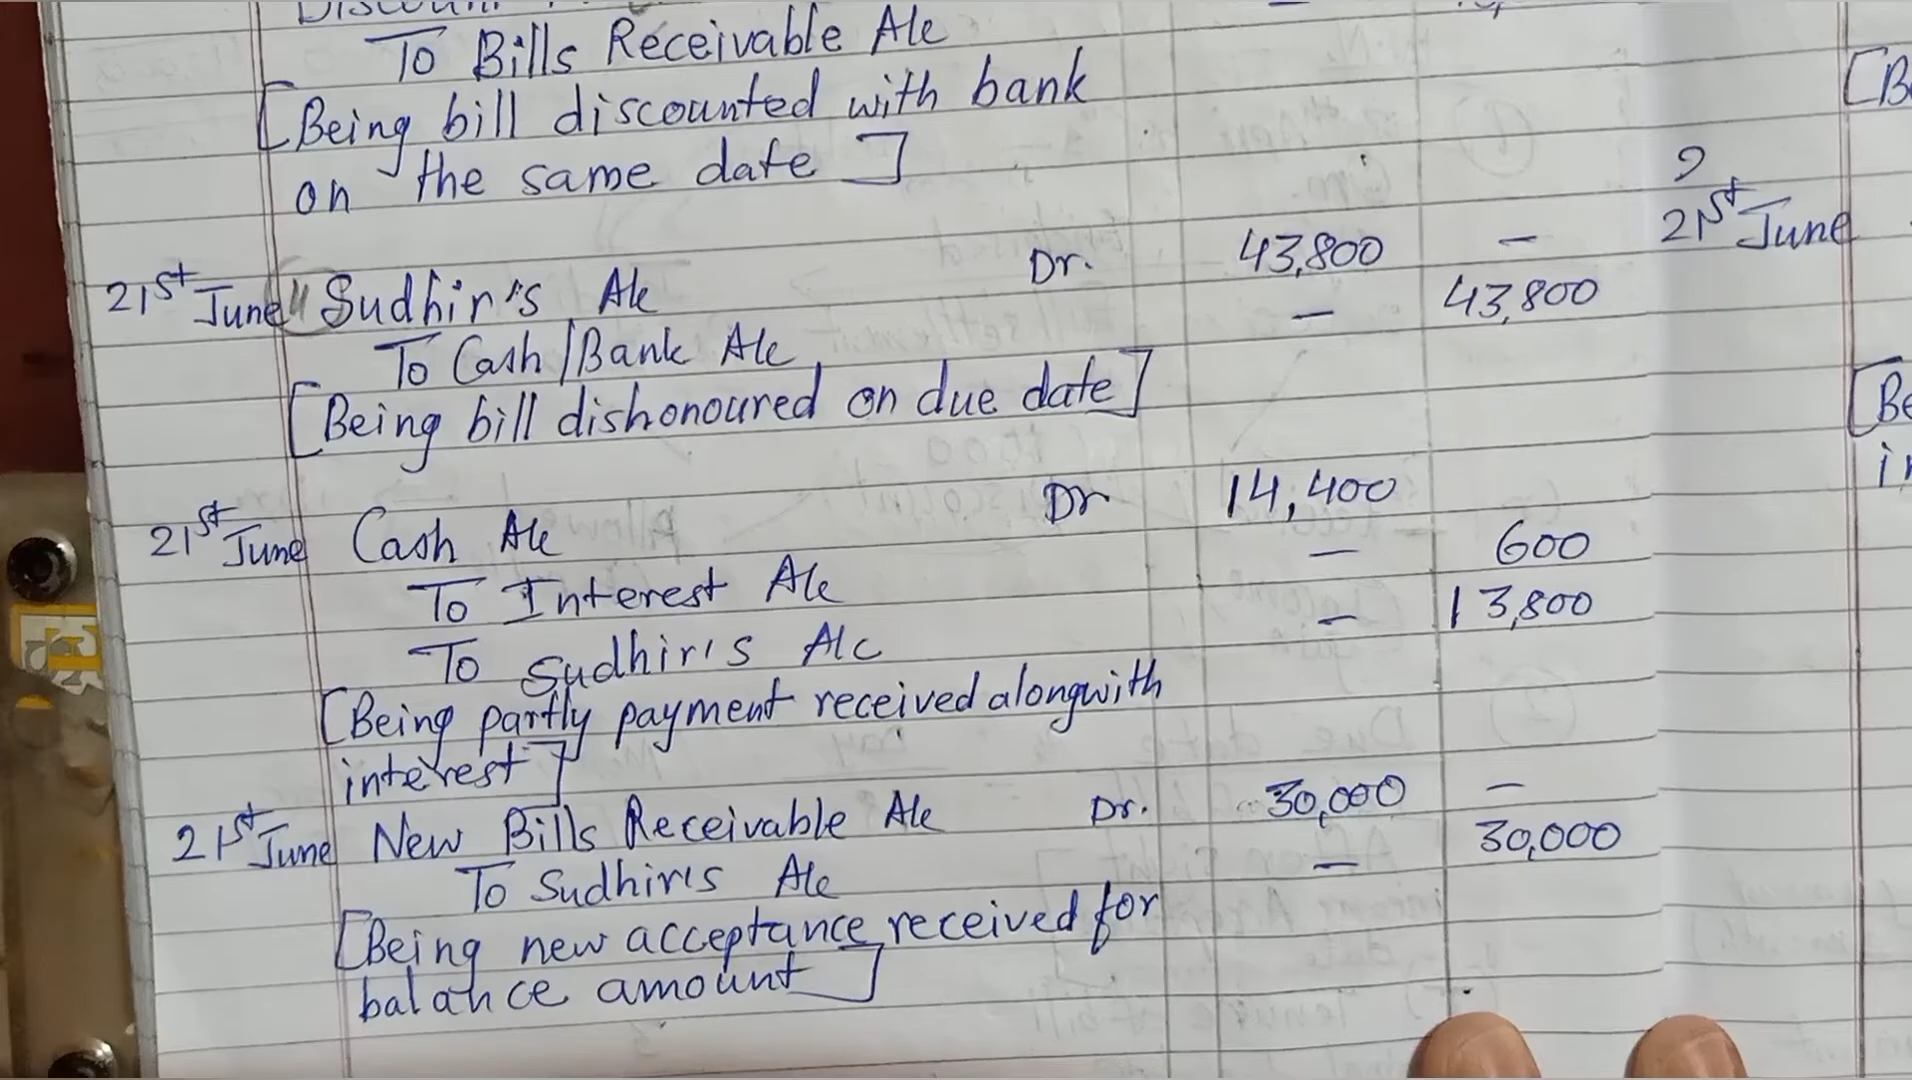 To Bills Receivable A/c
[Being bill discounted with bank
on the same date]
21st June Sudhir's A/c Dr. 43,800 —
To Cash/Bank A/c — 43,800
[Being bill dishonoured on due date]
21st June Cash A/c Dr 14,400
To Interest A/c — 600
To Sudhir's A/c — 13,800
[Being partly payment received alongwith
interest]
21st June New Bills Receivable A/c Dr. 30,000 —
To Sudhir's A/c — 30,000
[Being new acceptance received for
balance amount]
21st June